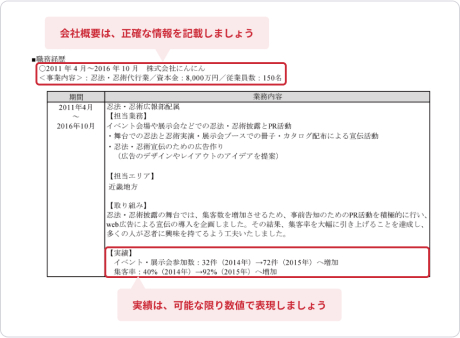 会社概要は、正確な情報を記載しましょう
■職務経歴
○2011年4月～2016年10月 株式会社にんにん
＜事業内容＞：忍法・忍術代行業／資本金：8,000万円／従業員数：150名
期間 業務内容
2011年4月 忍法・忍術広報部配属
～ 【担当業務】
2016年10月 イベント会場や展示会などでの忍法・忍術披露とPR活動
・舞台での忍法と忍術実演・展示会ブースでの冊子・カタログ配布による宣伝活動
・忍法・忍術宣伝のための広告作り
（広告のデザインやレイアウトのアイデアを提案）
【担当エリア】
近畿地方
【取り組み】
忍法・忍術披露の舞台では、集客数を増加させるため、事前告知のためのPR活動を積極的に行い、
web広告による宣伝の導入を企画しました。その結果、集客率を大幅に引き上げることを達成し、
多くの人が忍者に興味を持てるよう工夫いたしました。
【実績】
イベント・展示会参加数：32件（2014年）→72件（2015年）へ増加
集客率：40%（2014年）→92%（2015年）へ増加
実績は、可能な限り数値で表現しましょう